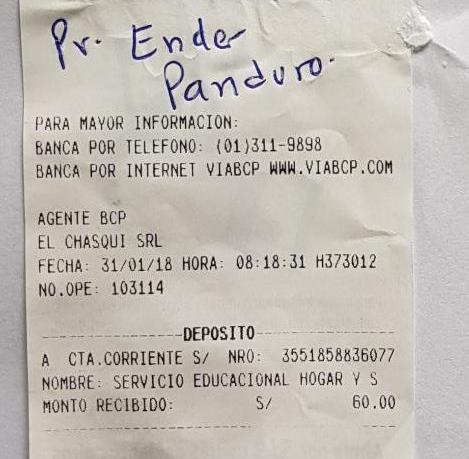 Pr. Ender
Panduro.
PARA MAYOR INFORMACION:
BANCA POR TELEFONO: (01)311-9898
BANCA POR INTERNET VIABCP WWW.VIABCP.COM
AGENTE BCP
EL CHASQUI SRL
FECHA: 31/01/18 HORA: 08:18:31 H373012
NO.OPE: 103114
DEPOSITO
A CTA.CORRIENTE S/ NRO: 3551858836077
NOMBRE: SERVICIO EDUCACIONAL HOGAR Y S
MONTO RECIBIDO: S/ 60.00